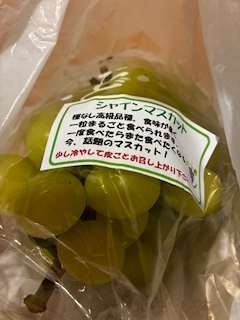 シャインマスカット
種なし高級品種、食味が
一粒まるごと食べられます
一度食べたらまた食べたくなる
今、話題のマスカット!
少し冷やして皮ごとお召し上がり下さい